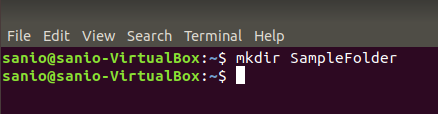 File Edit View Search Terminal Help
sanio@sanio-VirtualBox:~$ mkdir SampleFolder
sanio@sanio-VirtualBox:~$